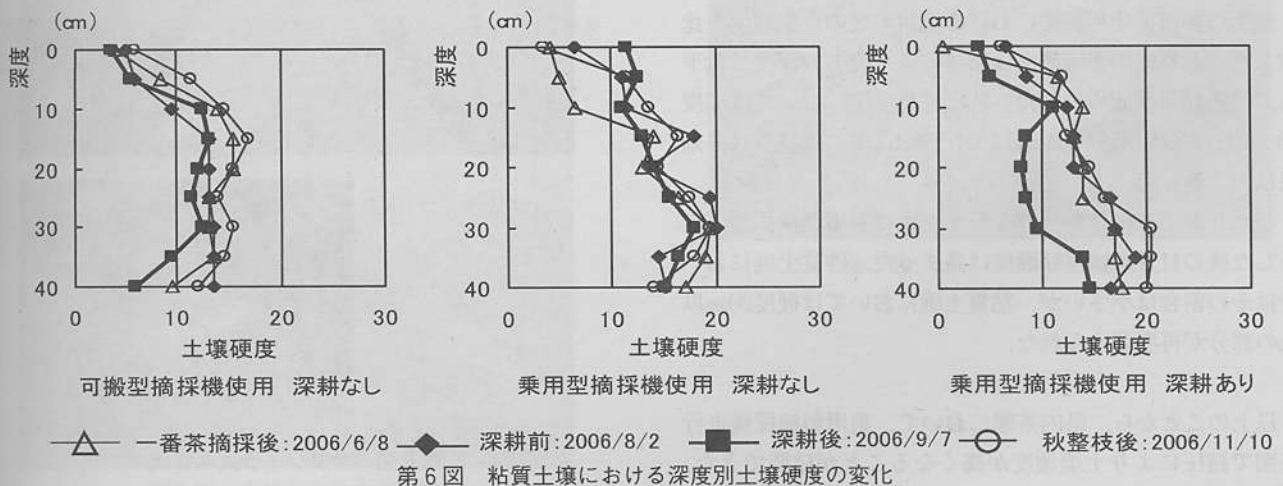 (cm)
0
10
20
30
40
深度
0 10 20 30
土壌硬度
可搬型摘採機使用 深耕なし
(cm)
0
10
20
30
40
深度
0 10 20 30
土壌硬度
乗用型摘採機使用 深耕なし
(cm)
0
10
20
30
40
深度
0 10 20 30
土壌硬度
乗用型摘採機使用 深耕あり
一番茶摘採後:2006/6/8 深耕前:2006/8/2 深耕後:2006/9/7 秋整枝後:2006/11/10
第6図 粘質土壌における深度別土壌硬度の変化